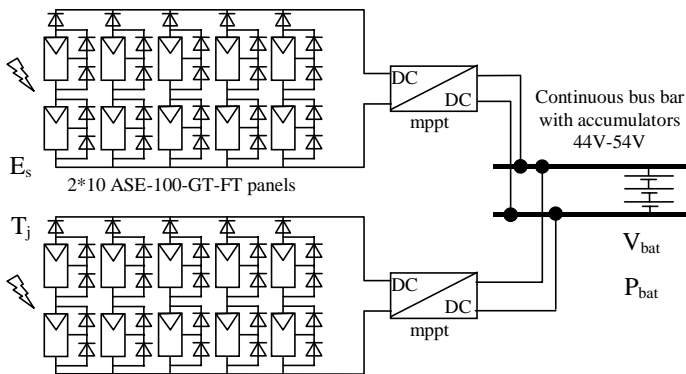 DC
DC
mppt
Continuous bus bar
with accumulators
44V-54V
E_s
2*10 ASE-100-GT-FT panels
T_j
DC
DC
mppt
V_bat
P_bat